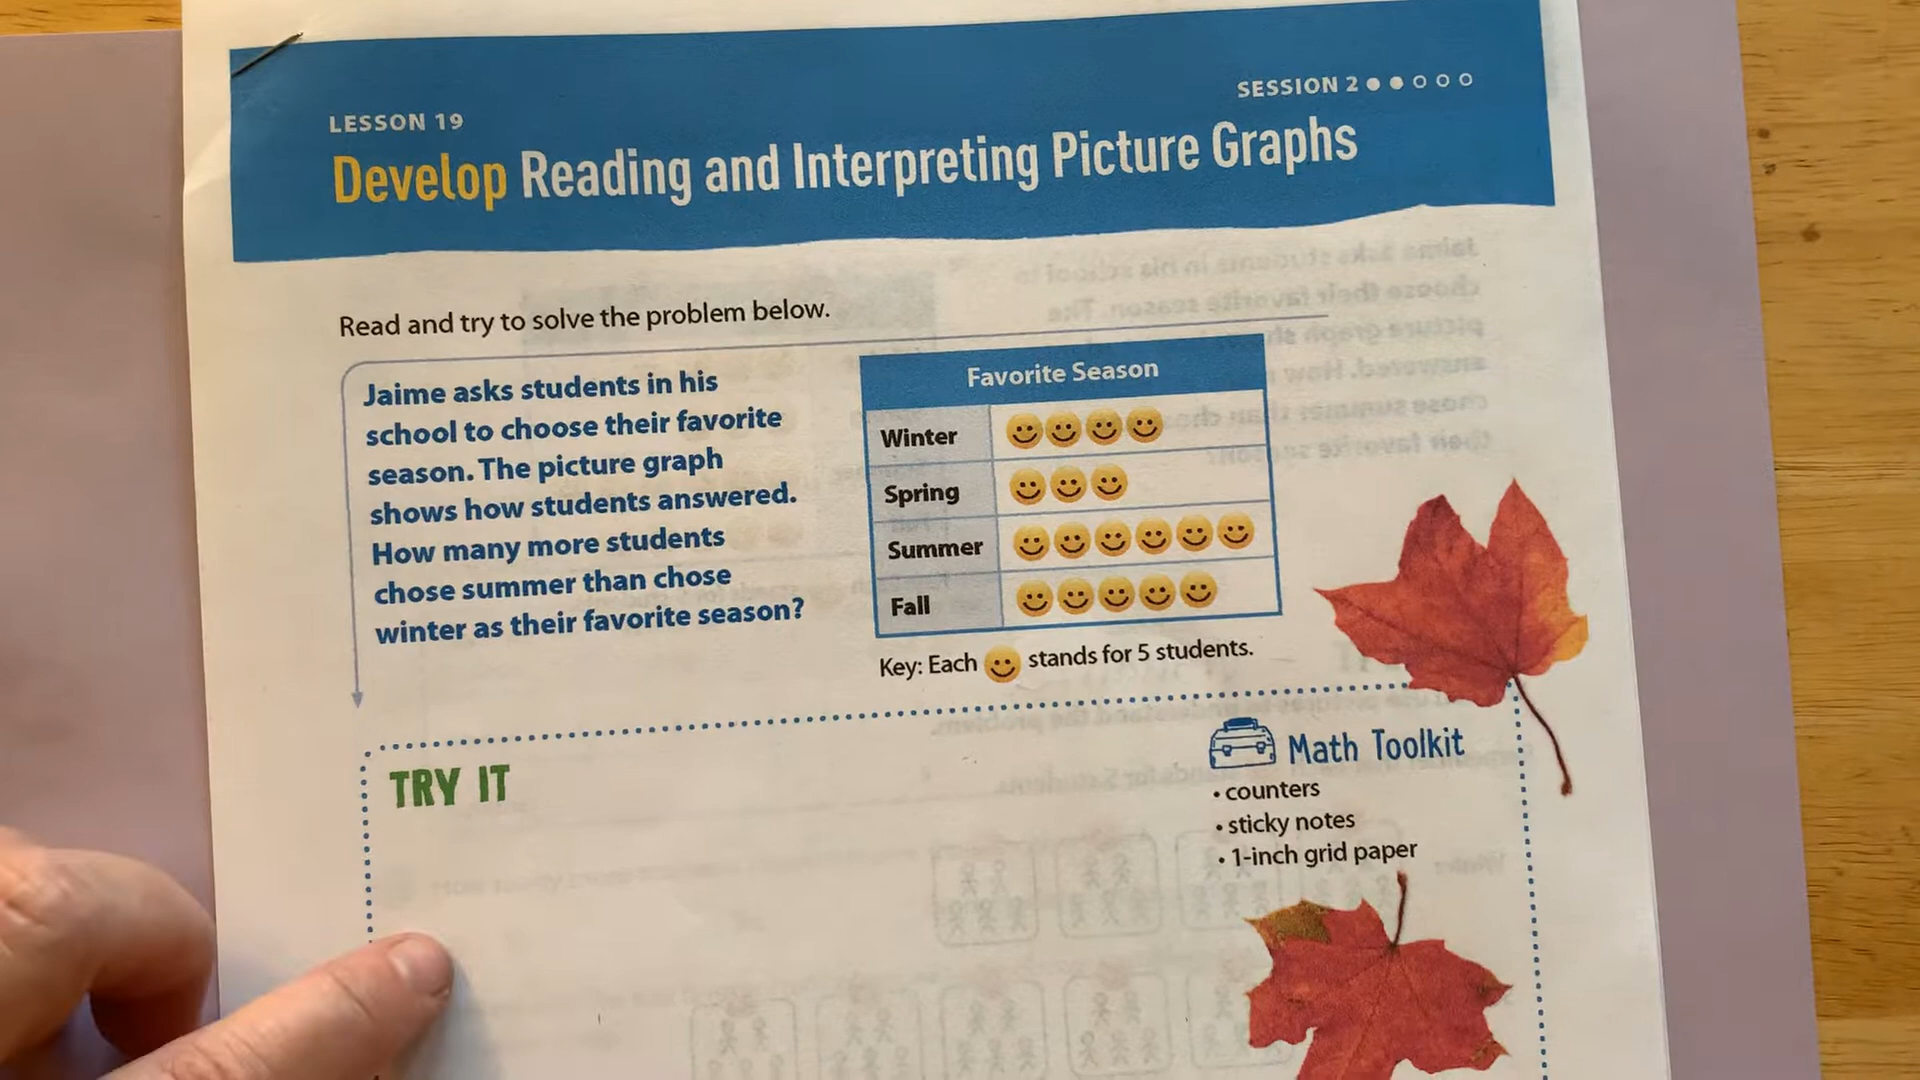 LESSON 19
SESSION 2
Develop Reading and Interpreting Picture Graphs
Read and try to solve the problem below.
Jaime asks students in his
school to choose their favorite
season. The picture graph
shows how students answered.
How many more students
chose summer than chose
winter as their favorite season?
Favorite Season
Winter
Spring
Summer
Fall
Key: Each stands for 5 students.
TRY IT
Math Toolkit
• counters
• sticky notes
• 1-inch grid paper